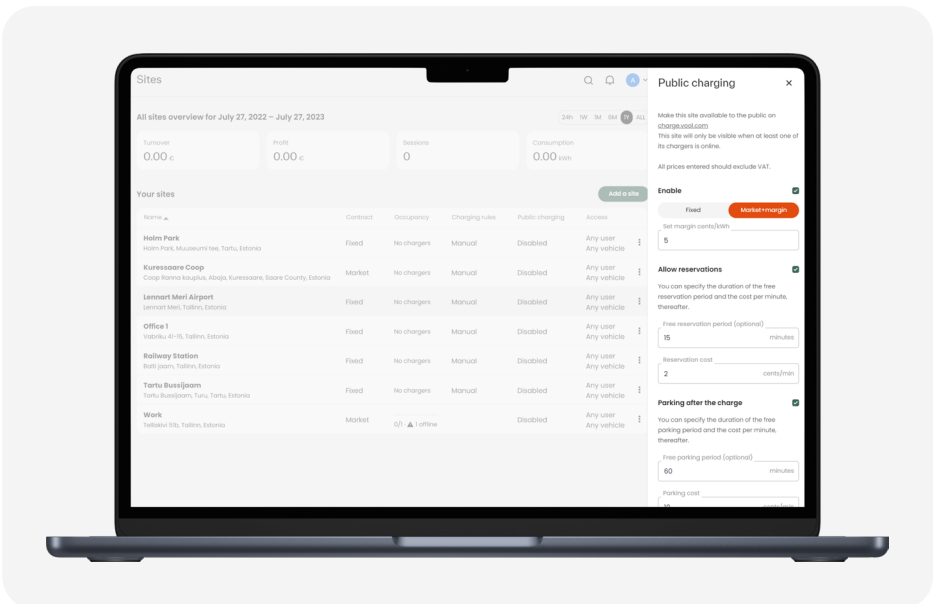 Sites
A
All sites overview for July 27, 2022 – July 27, 2023
24h 1W 1M 6M 1Y ALL
Turnover
0.00 €
Profit
0.00 €
Sessions
0
Consumption
0.00 kWh
Your sites
Add a site
Name Contract Occupancy Charging rules Public charging Access
Holm Park
Holm Park, Muuseumi tee, Tartu, Estonia
Fixed No chargers Manual Disabled
Any user
Any vehicle
Kuressaare Coop
Coop Ranna kauplus, Abaja, Kuressaare, Saare County, Estonia
Market No chargers Manual Disabled
Any user
Any vehicle
Lennart Meri Airport
Lennart Meri, Tallinn, Estonia
Fixed No chargers Manual Disabled
Any user
Any vehicle
Office 1
Vabriku 41–15, Tallinn, Estonia
Fixed No chargers Manual Disabled
Any user
Any vehicle
Railway Station
Balti jaam, Tallinn, Estonia
Fixed No chargers Manual Disabled
Any user
Any vehicle
Tartu Bussijaam
Tartu Bussijaam, Turu, Tartu, Estonia
Fixed No chargers Manual Disabled
Any user
Any vehicle
Work
Telliskivi 51b, Tallinn, Estonia
Market 0/1 · 1 offline Disabled
Any user
Any vehicle
Public charging
Make this site available to the public on
charge.vool.com
This site will only be visible when at least one of
its chargers is online.
All prices entered should exclude VAT.
Enable
Fixed Market+margin
Set margin cents/kWh
5
Allow reservations
You can specify the duration of the free
reservation period and the cost per minute,
thereafter.
Free reservation period (optional)
15 minutes
Reservation cost
2 cents/min
Parking after the charge
You can specify the duration of the free
parking period and the cost per minute,
thereafter.
Free parking period (optional)
60 minutes
Parking cost